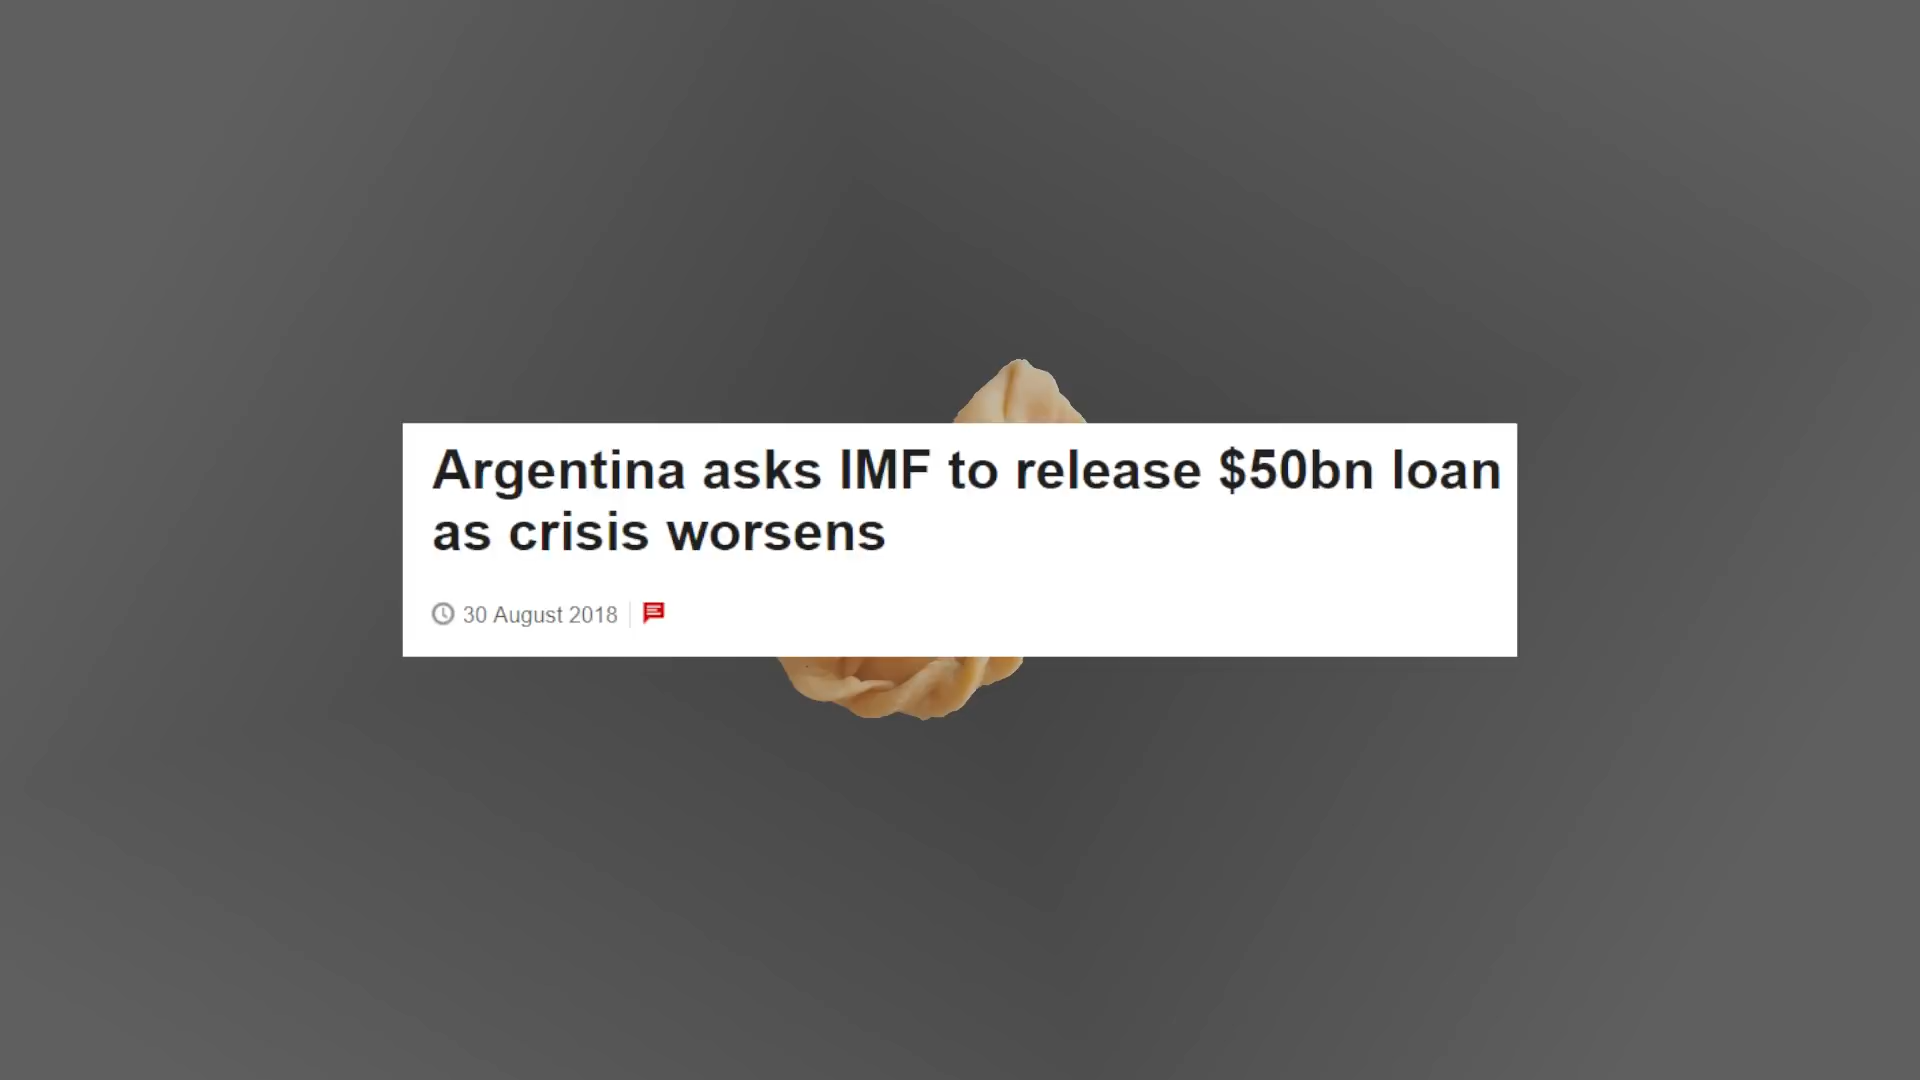 Argentina asks IMF to release $50bn loan
as crisis worsens
30 August 2018